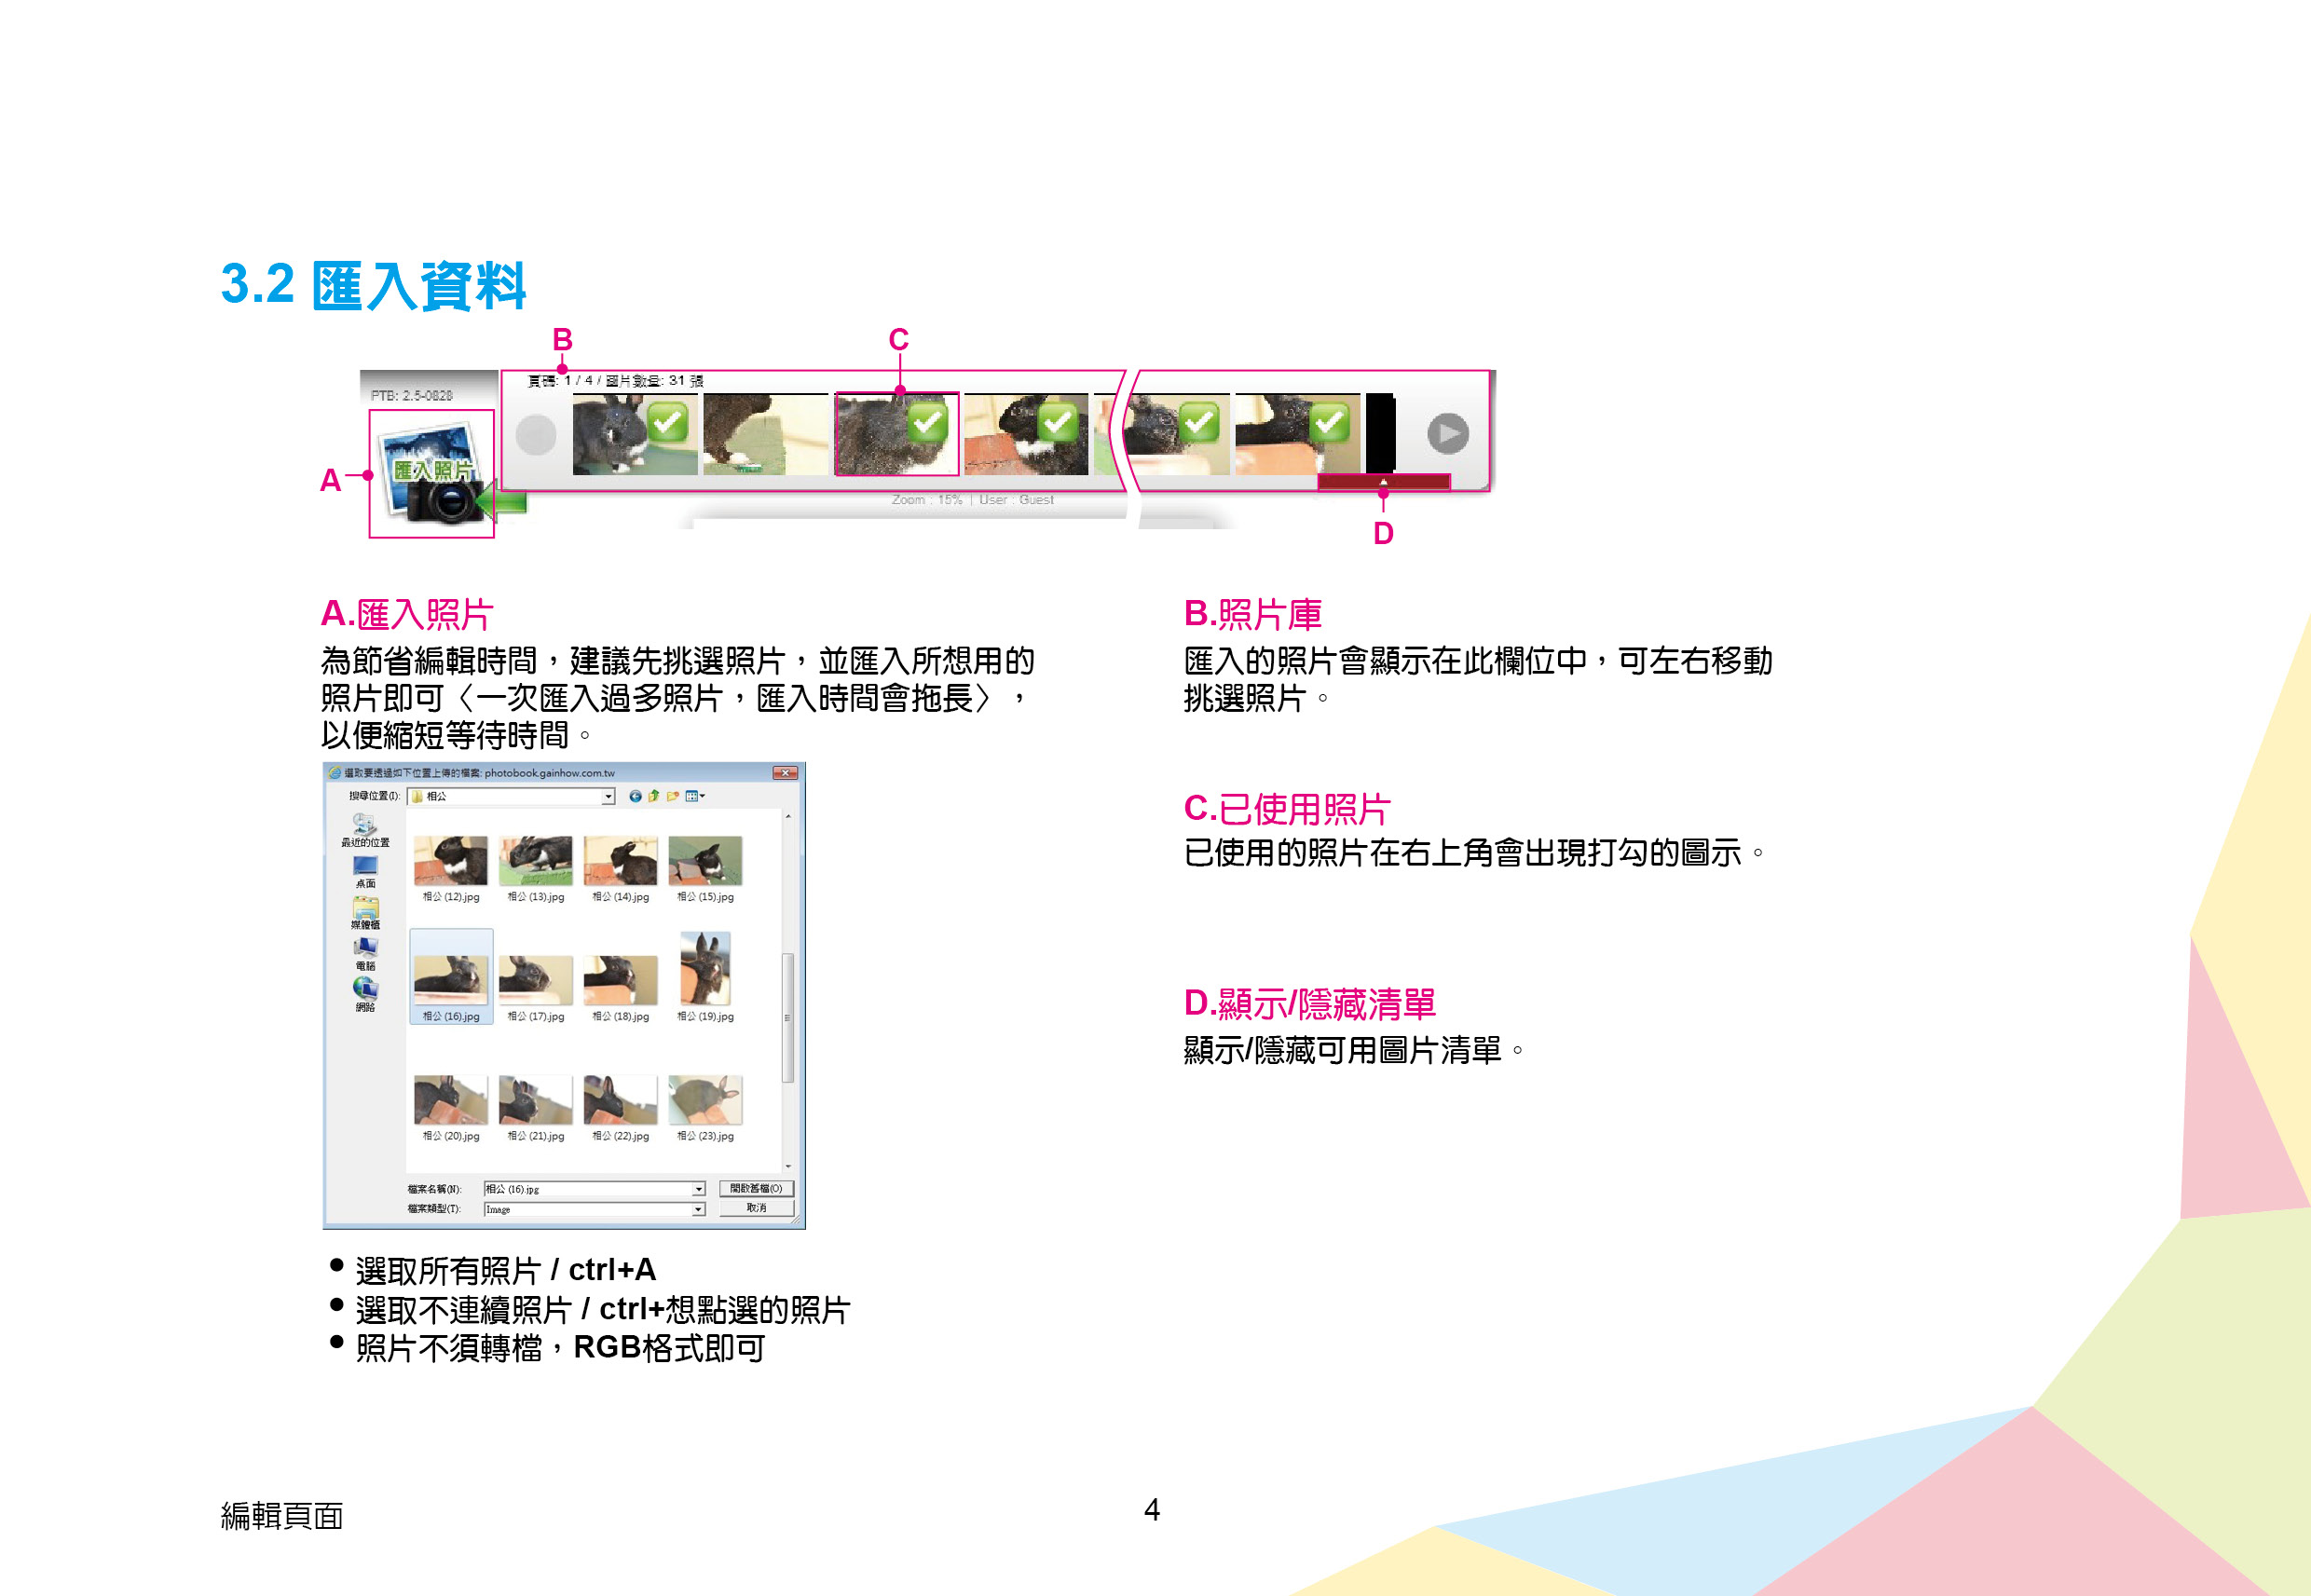 3.2 匯入資料
B
C
頁碼: 1 / 4 / 圖片數量: 31 張
PTB: 2.5-0828
匯入照片
A
Zoom : 15% | User : Guest
D
A.匯入照片
為節省編輯時間，建議先挑選照片，並匯入所想用的
照片即可〈一次匯入過多照片，匯入時間會拖長〉，
以便縮短等待時間。
選取要透過如下位置上傳的檔案: photobook.gainhow.com.tw
搜尋位置(I):
相公
最近的位置
桌面
媒體櫃
電腦
網路
相公 (12).jpg
相公 (13).jpg
相公 (14).jpg
相公 (15).jpg
相公 (16).jpg
相公 (17).jpg
相公 (18).jpg
相公 (19).jpg
相公 (20).jpg
相公 (21).jpg
相公 (22).jpg
相公 (23).jpg
檔案名稱(N):
相公 (16).jpg
開啟舊檔(O)
檔案類型(T):
Image
取消
● 選取所有照片 / ctrl+A
● 選取不連續照片 / ctrl+想點選的照片
● 照片不須轉檔，RGB格式即可
B.照片庫
匯入的照片會顯示在此欄位中，可左右移動
挑選照片。
C.已使用照片
已使用的照片在右上角會出現打勾的圖示。
D.顯示/隱藏清單
顯示/隱藏可用圖片清單。
編輯頁面
4